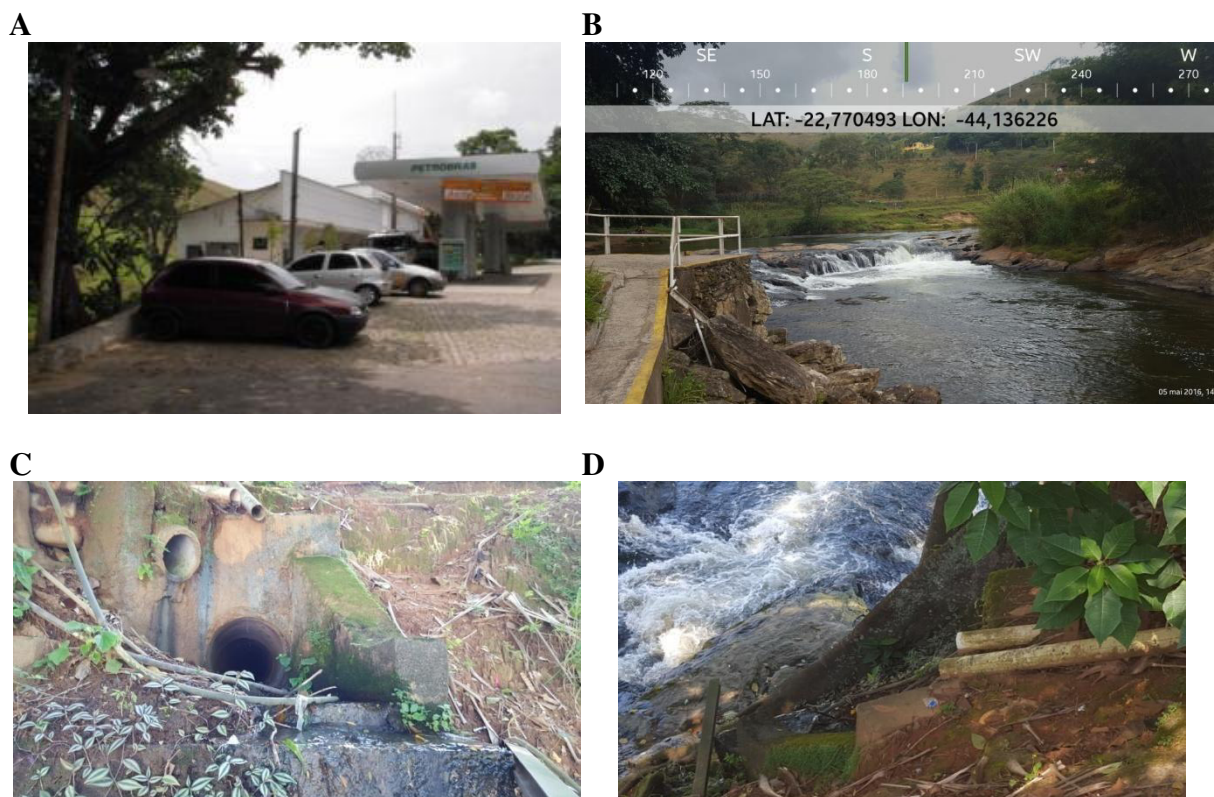 A
B
PETROBRAS
SE S SW W
120 150 180 210 240 270
LAT: -22,770493 LON: -44,136226
05 mai 2016, 14
C
D